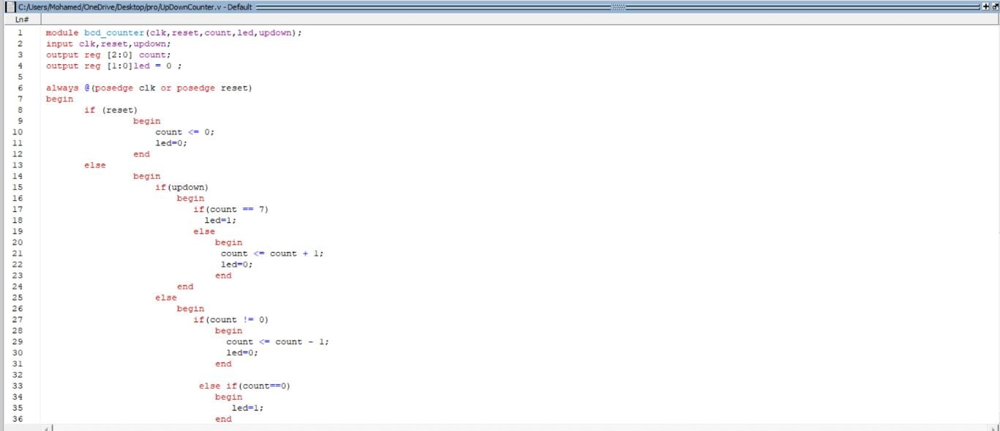 C:/Users/Mohamed/OneDrive/Desktop/pro/UpDownCounter.v - Default
Ln#
1 module bcd_counter(clk,reset,count,led,updown);
2 input clk,reset,updown;
3 output reg [2:0] count;
4 output reg [1:0]led = 0 ;
5
6 always @(posedge clk or posedge reset)
7 begin
8 if (reset)
9 begin
10 count <= 0;
11 led=0;
12 end
13 else
14 begin
15 if(updown)
16 begin
17 if(count == 7)
18 led=1;
19 else
20 begin
21 count <= count + 1;
22 led=0;
23 end
24 end
25 else
26 begin
27 if(count != 0)
28 begin
29 count <= count - 1;
30 led=0;
31 end
32
33 else if(count==0)
34 begin
35 led=1;
36 end